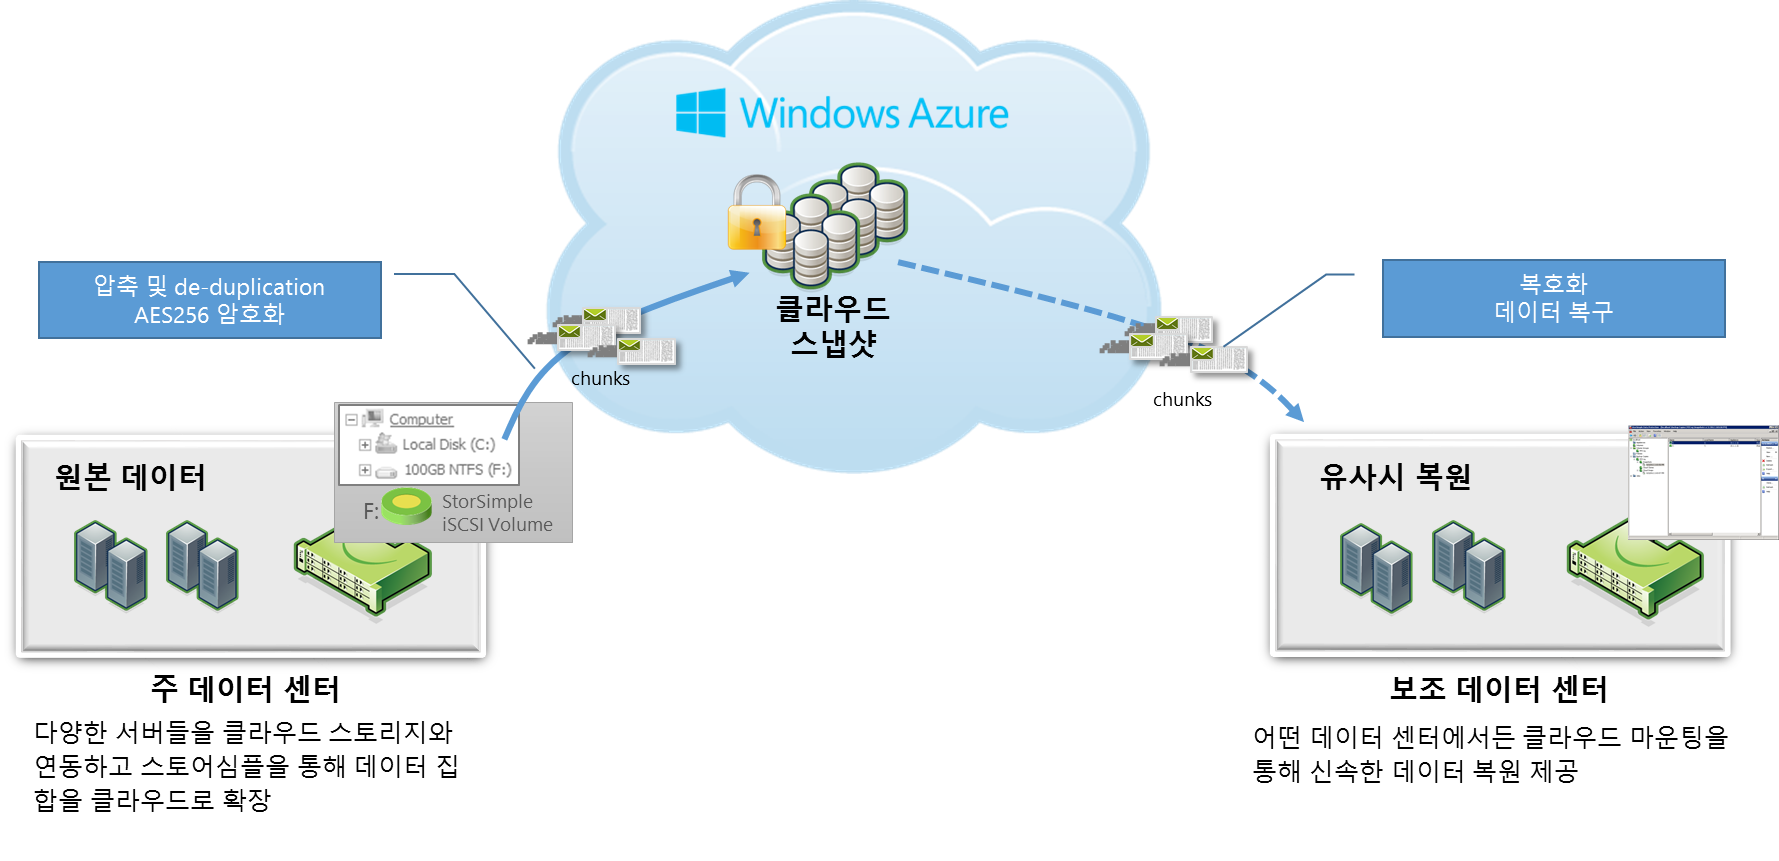 Windows Azure
클라우드
스냅샷
압축 및 de-duplication
AES256 암호화
복호화
데이터 복구
chunks
chunks
Computer
Local Disk (C:)
100GB NTFS (F:)
F:
StorSimple
iSCSI Volume
원본 데이터
유사시 복원
주 데이터 센터
다양한 서버들을 클라우드 스토리지와
연동하고 스토어심플을 통해 데이터 집
합을 클라우드로 확장
보조 데이터 센터
어떤 데이터 센터에서든 클라우드 마운팅을
통해 신속한 데이터 복원 제공